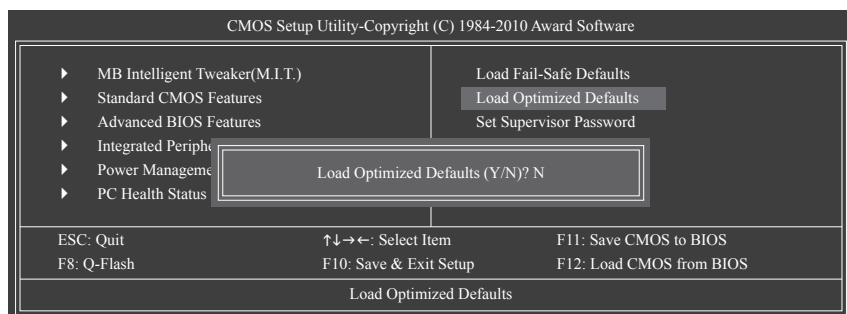 CMOS Setup Utility-Copyright (C) 1984-2010 Award Software
MB Intelligent Tweaker(M.I.T.)
Standard CMOS Features
Advanced BIOS Features
Integrated Periphe
Power Manageme
PC Health Status
Load Fail-Safe Defaults
Load Optimized Defaults
Set Supervisor Password
Load Optimized Defaults (Y/N)? N
ESC: Quit ↑↓→←: Select Item F11: Save CMOS to BIOS
F8: Q-Flash F10: Save & Exit Setup F12: Load CMOS from BIOS
Load Optimized Defaults